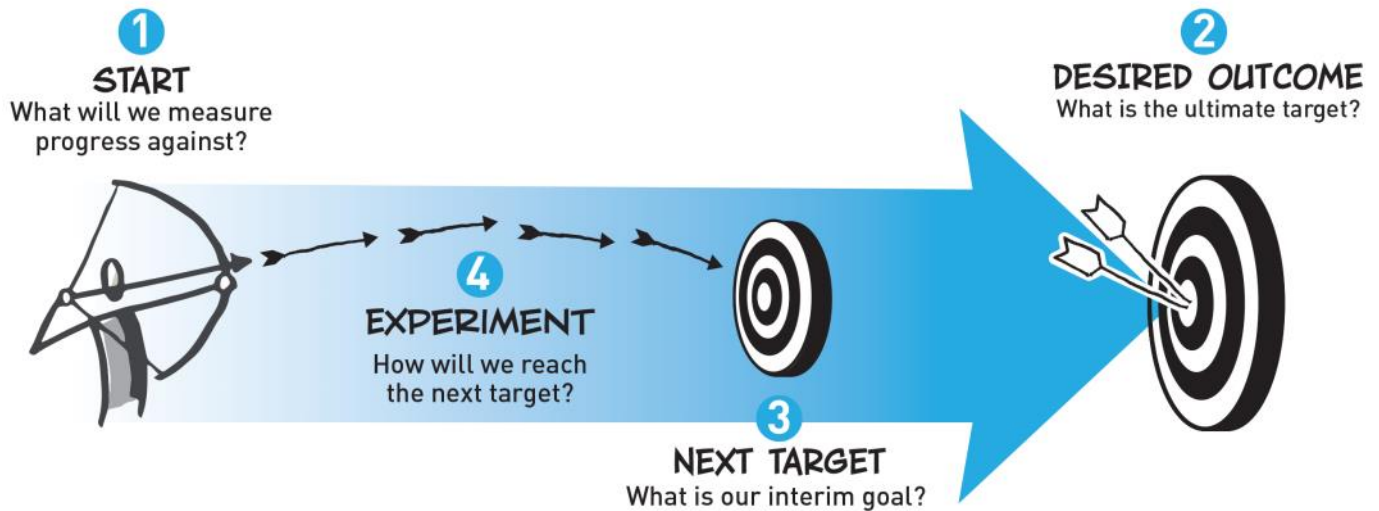 1
START
What will we measure
progress against?
2
DESIRED OUTCOME
What is the ultimate target?
3
NEXT TARGET
What is our interim goal?
4
EXPERIMENT
How will we reach
the next target?